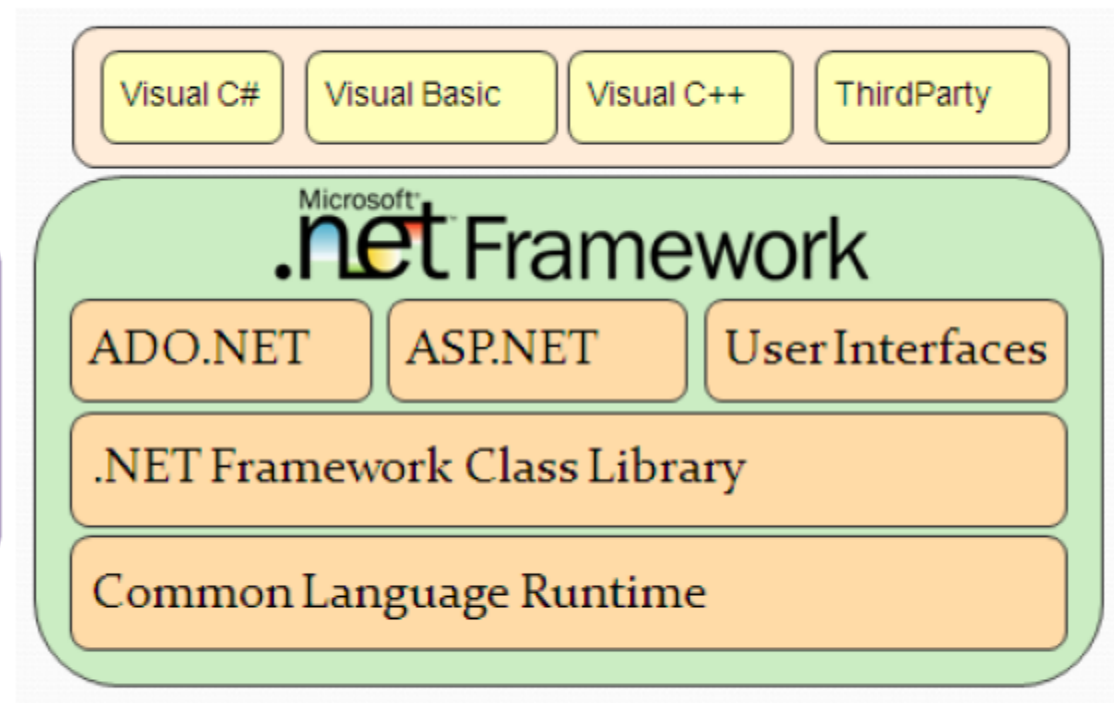 Visual C#
Visual Basic
Visual C++
ThirdParty
Microsoft
.net Framework
ADO.NET
ASP.NET
User Interfaces
.NET Framework Class Library
Common Language Runtime